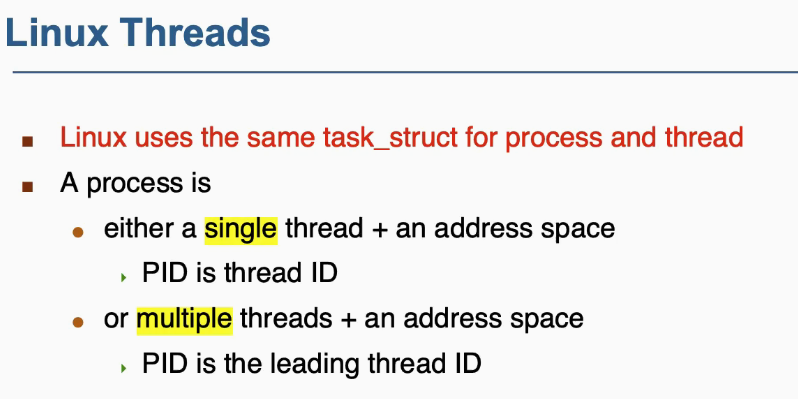 Linux Threads
Linux uses the same task_struct for process and thread
A process is
either a single thread + an address space
PID is thread ID
or multiple threads + an address space
PID is the leading thread ID